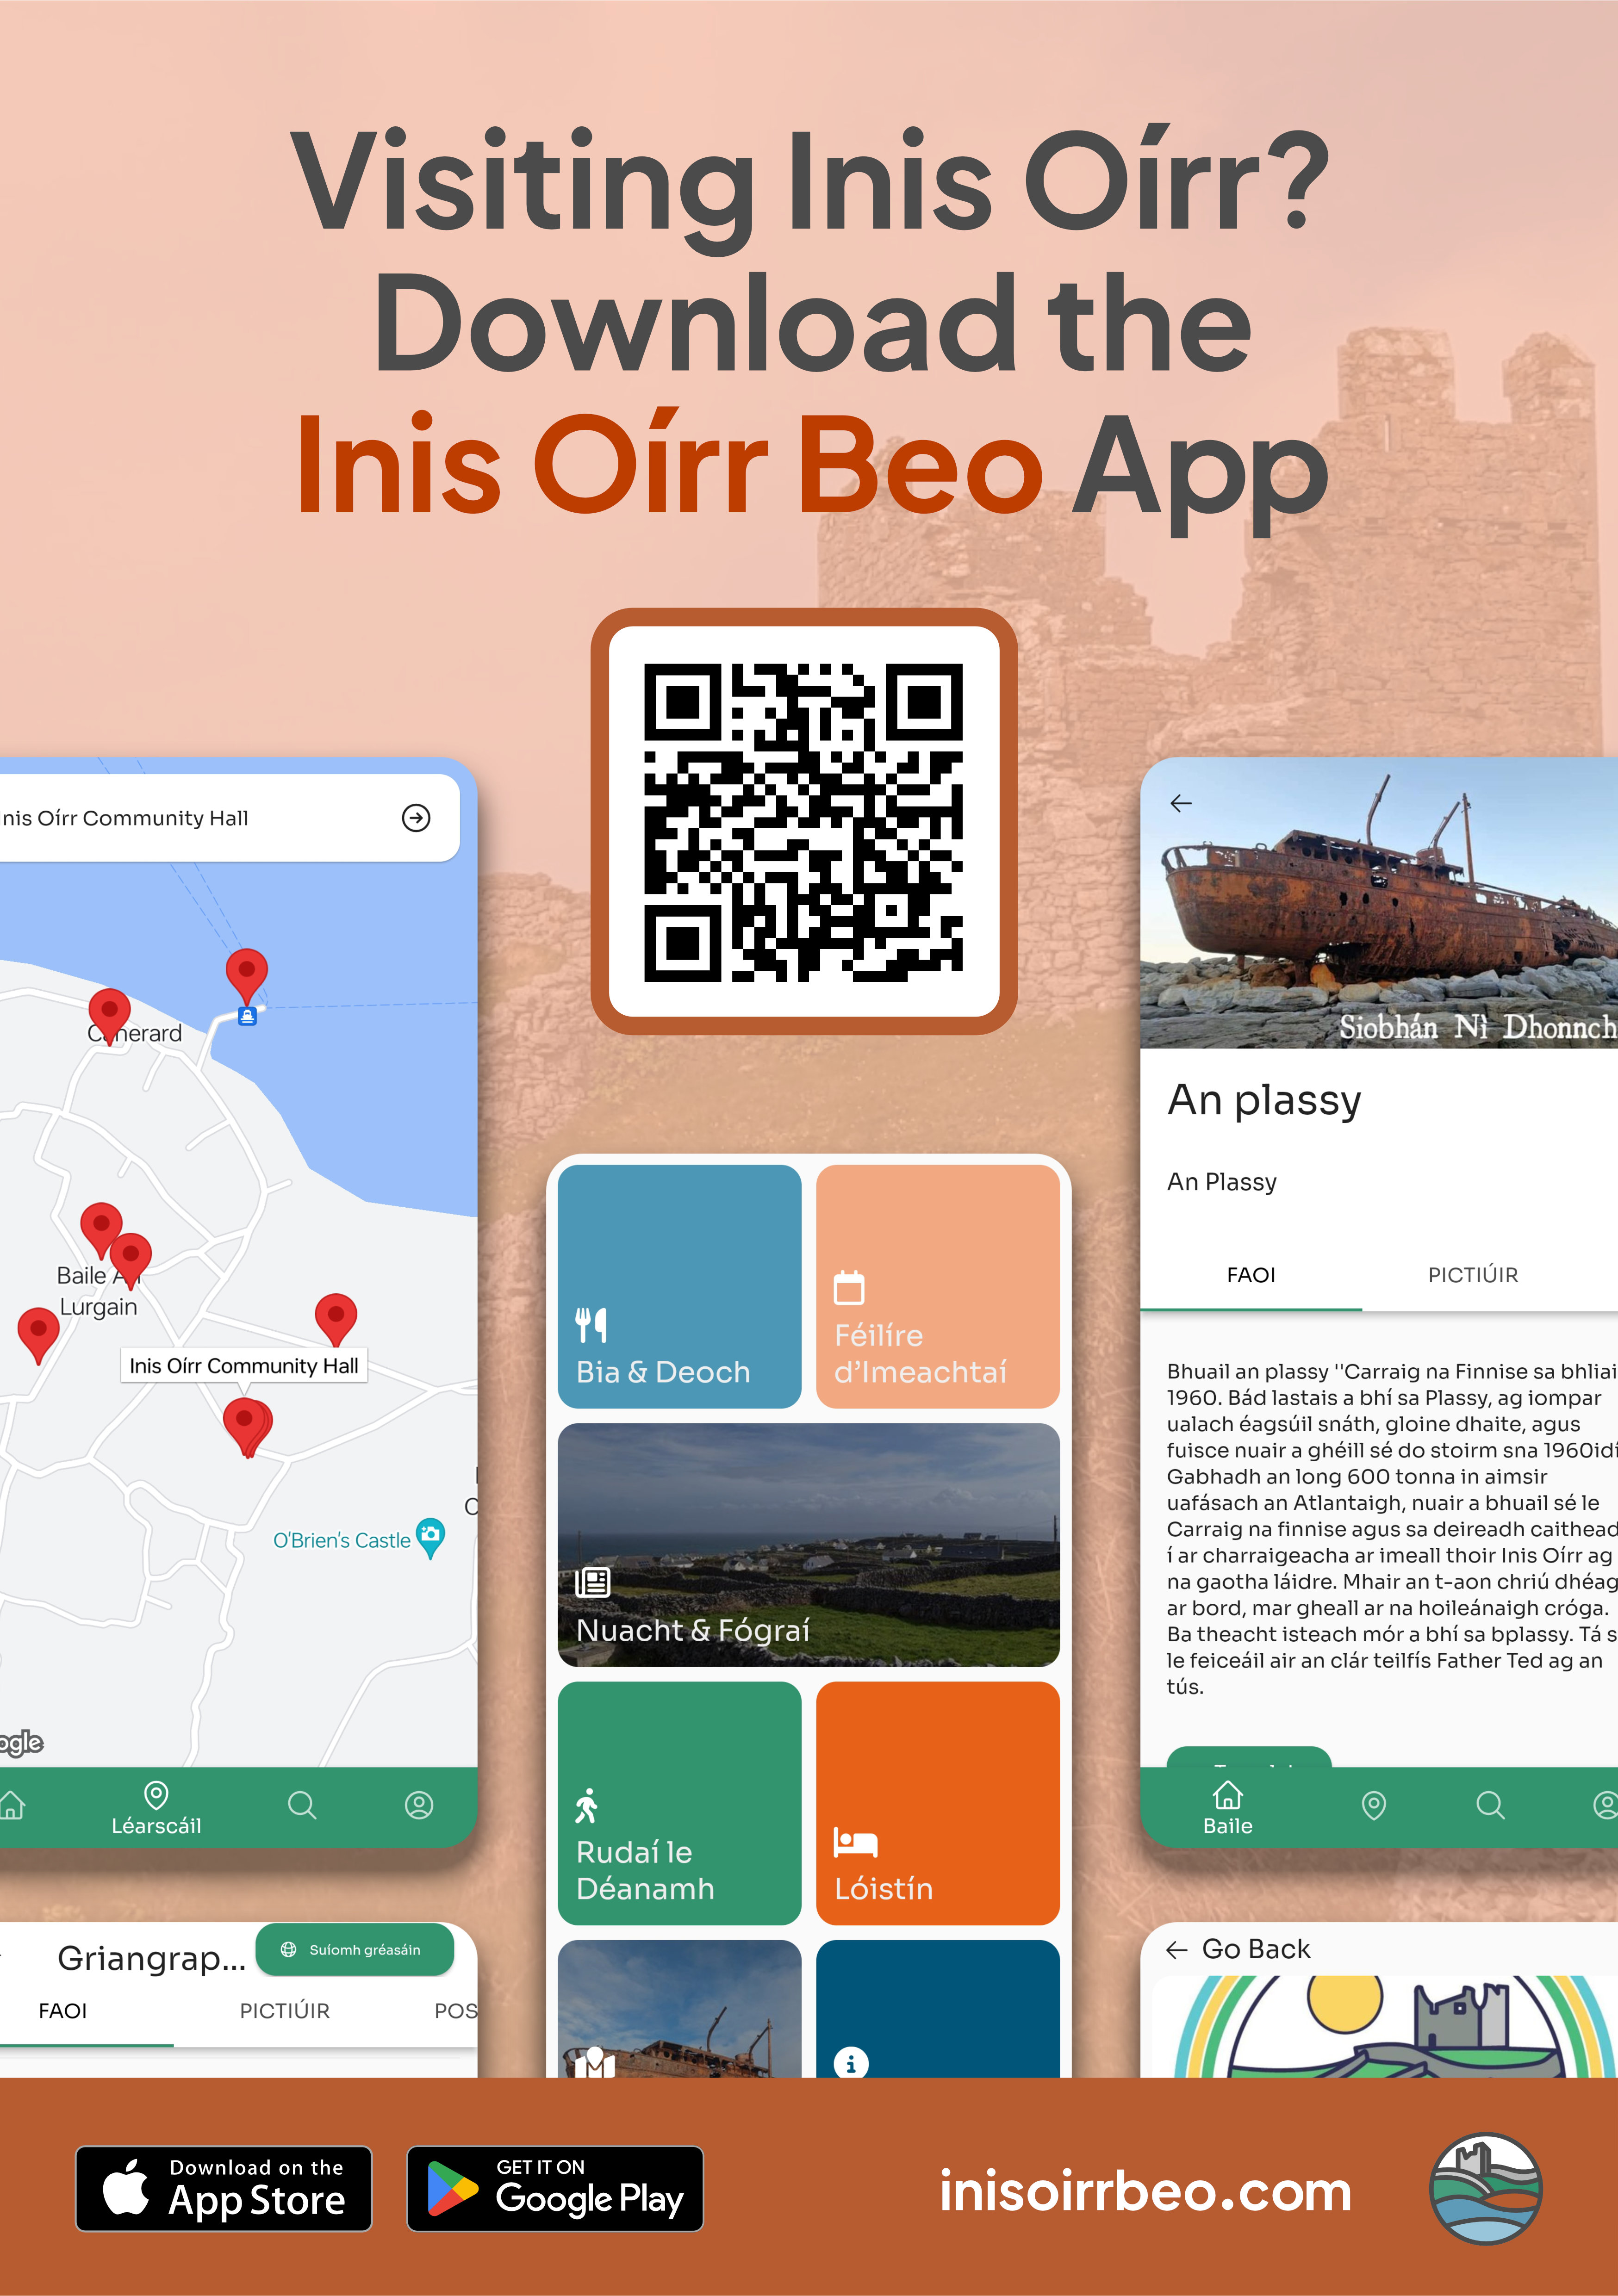 Visiting Inis Oírr?
Download the
Inis Oírr Beo App
Inis Oírr Community Hall
Baile An
Lurgain
Inis Oírr Community Hall
O'Brien's Castle
Léarscáil
Griangrap...
Suíomh gréasáin
FAOI
PICTIÚIR
POS
Bia & Deoch
Féilíre
d'Imeachtaí
Nuacht & Fógraí
Rudaí le
Déanamh
Lóistín
Siobhán Nì Dhonnch
An plassy
An Plassy
FAOI
PICTIÚIR
Bhuail an plassy ''Carraig na Finnise sa bhliai
1960. Bád lastais a bhí sa Plassy, ag iompar
ualach éagsúil snáth, gloine dhaite, agus
fuisce nuair a ghéill sé do stoirm sna 1960idí
Gabhadh an long 600 tonna in aimsir
uafásach an Atlantaigh, nuair a bhuail sé le
Carraig na finnise agus sa deireadh caithead
í ar charraigeacha ar imeall thoir Inis Oírr ag
na gaotha láidre. Mhair an t-aon chriú dhéag
ar bord, mar gheall ar na hoileánaigh cróga.
Ba theacht isteach mór a bhí sa bplassy. Tá s
le feiceáil air an clár teilfís Father Ted ag an
tús.
Baile
Go Back
Download on the
App Store
GET IT ON
Google Play
inisoirrbeo.com